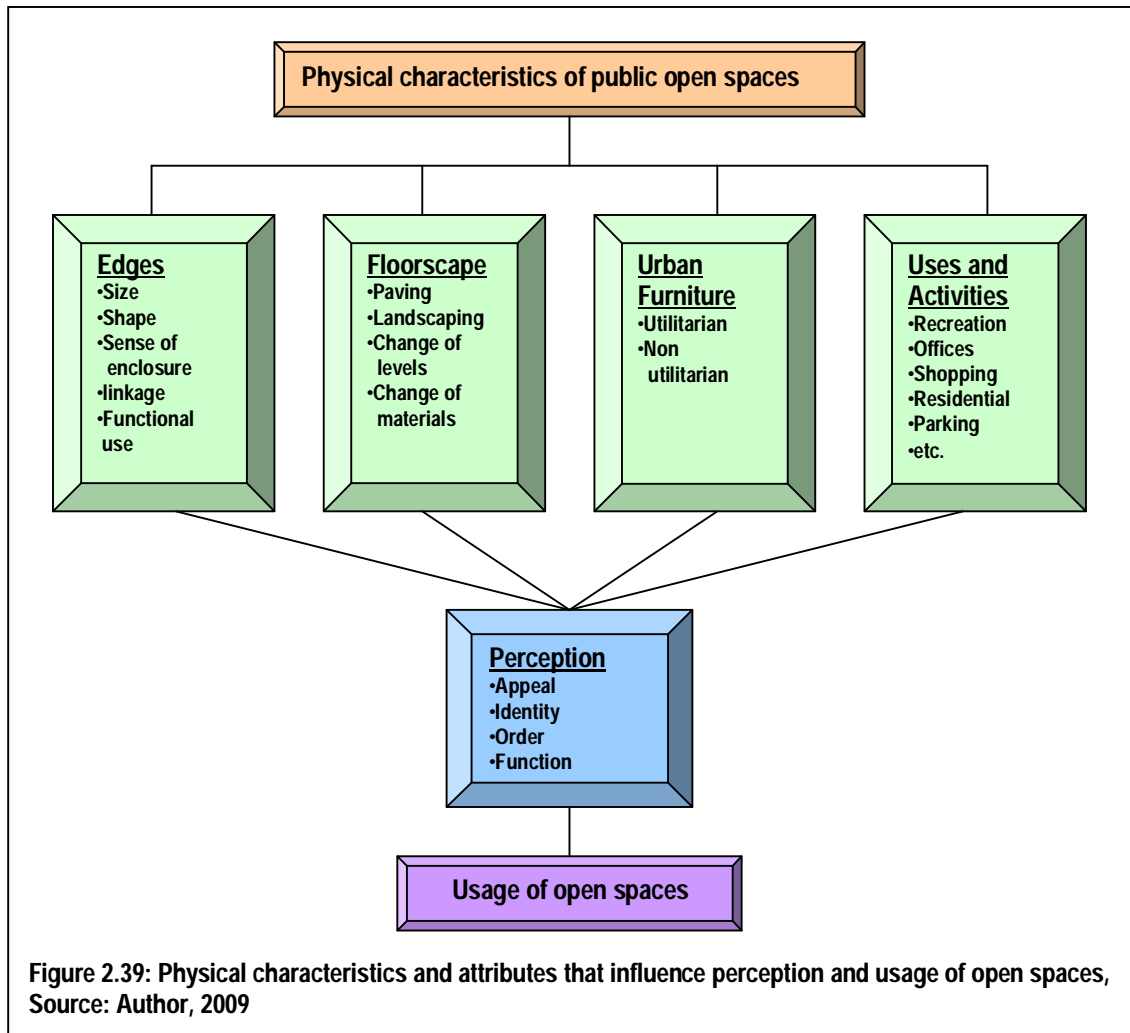 Physical characteristics of public open spaces
Edges
•Size
•Shape
•Sense of
enclosure
•linkage
•Functional
use
Floorscape
•Paving
•Landscaping
•Change of
levels
•Change of
materials
Urban
Furniture
•Utilitarian
•Non
utilitarian
Uses and
Activities
•Recreation
•Offices
•Shopping
•Residential
•Parking
•etc.
Perception
•Appeal
•Identity
•Order
•Function
Usage of open spaces
Figure 2.39: Physical characteristics and attributes that influence perception and usage of open spaces,
Source: Author, 2009